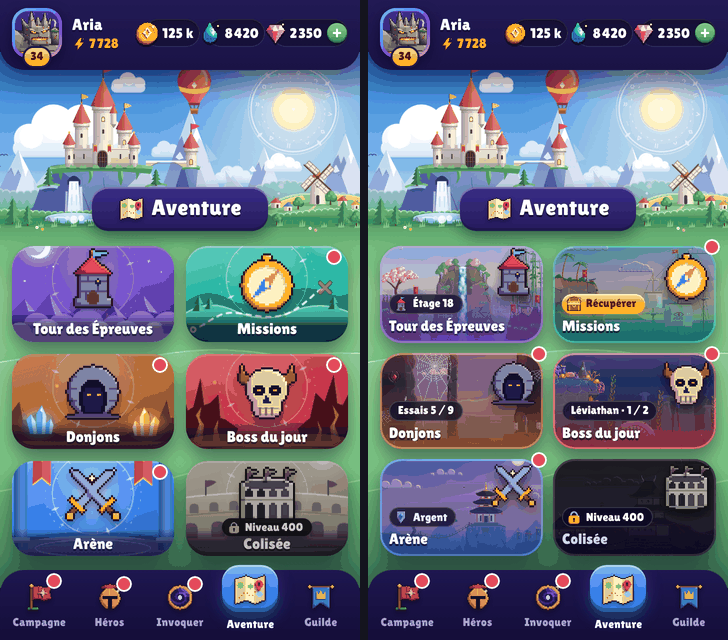 Aria
34
7728
125 k
8420
2350
Aventure
Tour des Épreuves
Missions
Donjons
Boss du jour
Arène
Niveau 400
Colisée
Campagne
Héros
Invoquer
Aventure
Guilde
Aria
34
7728
125 k
8420
2350
Aventure
Étage 18
Tour des Épreuves
Récupérer
Missions
Essais 5 / 9
Donjons
Léviathan · 1 / 2
Boss du jour
Argent
Arène
Niveau 400
Colisée
Campagne
Héros
Invoquer
Aventure
Guilde